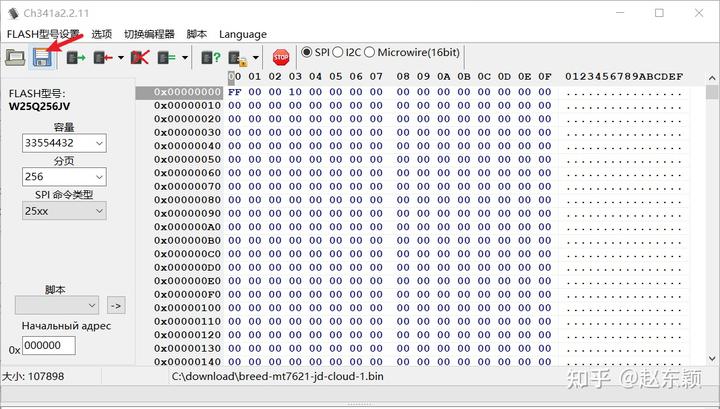 Ch341a2.2.11
FLASH型号设置 选项 切换编程器 脚本 Language
STOP SPI I2C Microwire(16bit)
00 01 02 03 04 05 06 07 08 09 0A 0B 0C 0D 0E 0F 0123456789ABCDEF
FLASH型号:
W25Q256JV
容量
33554432
分页
256
SPI 命令类型
25xx
脚本
->
Начальный адрес
0x 000000
0x00000000 FF 00 00 10 00 00 00 00 00 00 00 00 00 00 00 00 ................
0x00000010 00 00 00 00 00 00 00 00 00 00 00 00 00 00 00 00 ................
0x00000020 00 00 00 00 00 00 00 00 00 00 00 00 00 00 00 00 ................
0x00000030 00 00 00 00 00 00 00 00 00 00 00 00 00 00 00 00 ................
0x00000040 00 00 00 00 00 00 00 00 00 00 00 00 00 00 00 00 ................
0x00000050 00 00 00 00 00 00 00 00 00 00 00 00 00 00 00 00 ................
0x00000060 00 00 00 00 00 00 00 00 00 00 00 00 00 00 00 00 ................
0x00000070 00 00 00 00 00 00 00 00 00 00 00 00 00 00 00 00 ................
0x00000080 00 00 00 00 00 00 00 00 00 00 00 00 00 00 00 00 ................
0x00000090 00 00 00 00 00 00 00 00 00 00 00 00 00 00 00 00 ................
0x000000A0 00 00 00 00 00 00 00 00 00 00 00 00 00 00 00 00 ................
0x000000B0 00 00 00 00 00 00 00 00 00 00 00 00 00 00 00 00 ................
0x000000C0 00 00 00 00 00 00 00 00 00 00 00 00 00 00 00 00 ................
0x000000D0 00 00 00 00 00 00 00 00 00 00 00 00 00 00 00 00 ................
0x000000E0 00 00 00 00 00 00 00 00 00 00 00 00 00 00 00 00 ................
0x000000F0 00 00 00 00 00 00 00 00 00 00 00 00 00 00 00 00 ................
0x00000100 00 00 00 00 00 00 00 00 00 00 00 00 00 00 00 00 ................
0x00000110 00 00 00 00 00 00 00 00 00 00 00 00 00 00 00 00 ................
0x00000120 00 00 00 00 00 00 00 00 00 00 00 00 00 00 00 00 ................
0x00000130 00 00 00 00 00 00 00 00 00 00 00 00 00 00 00 00 ................
0x00000140 00 00 00 00 00 00 00 00 00 00 00 00 00 00 00 00 ................
大小: 107898 C:\download\breed-mt7621-jd-cloud-1.bin
知乎 @赵东颖